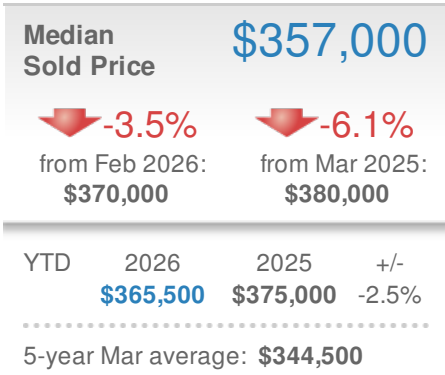 Median
Sold Price
$357,000
-3.5%
from Feb 2026:
$370,000
-6.1%
from Mar 2025:
$380,000
YTD 2026 2025 +/-
$365,500 $375,000 -2.5%
5-year Mar average: $344,500